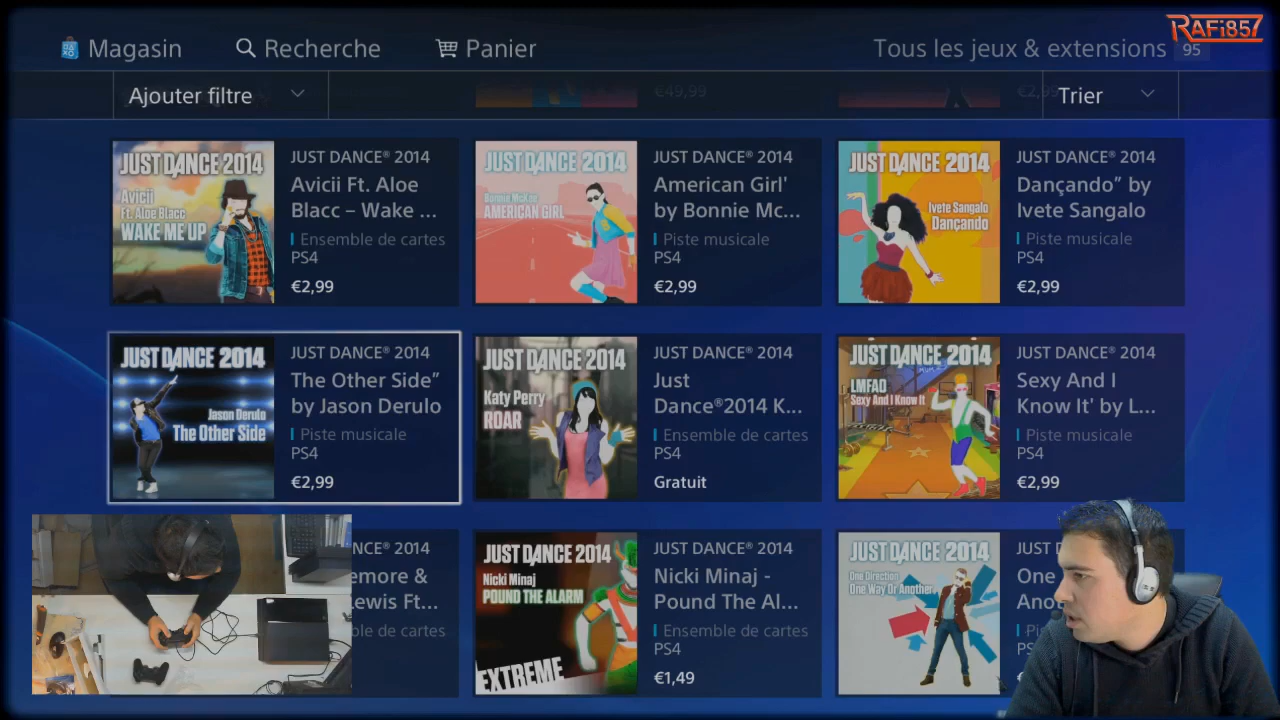 RAFi857
Magasin
Recherche
Panier
Tous les jeux & extensions 95
Ajouter filtre
€49,99
€2,99
Trier
JUST DANCE 2014
Avicii
Ft. Aloe Blacc
WAKE ME UP
JUST DANCE® 2014
Avicii Ft. Aloe
Blacc – Wake ...
Ensemble de cartes
PS4
€2,99
JUST DANCE 2014
Bonnie McKee
AMERICAN GIRL
JUST DANCE® 2014
American Girl'
by Bonnie Mc...
Piste musicale
PS4
€2,99
JUST DANCE 2014
Ivete Sangalo
Dançando
JUST DANCE® 2014
Dançando” by
Ivete Sangalo
Piste musicale
PS4
€2,99
JUST DANCE 2014
Jason Derulo
The Other Side
JUST DANCE® 2014
The Other Side”
by Jason Derulo
Piste musicale
PS4
€2,99
JUST DANCE 2014
Katy Perry
ROAR
JUST DANCE® 2014
Just
Dance®2014 K...
Ensemble de cartes
PS4
Gratuit
JUST DANCE 2014
LMFAO
Sexy And I Know It
JUST DANCE® 2014
Sexy And I
Know It' by L...
Piste musicale
PS4
€2,99
NCE® 2014
emore &
ewis Ft...
ble de cartes
JUST DANCE 2014
Nicki Minaj
POUND THE ALARM
EXTREME
JUST DANCE® 2014
Nicki Minaj -
Pound The Al...
Ensemble de cartes
PS4
€1,49
JUST DANCE 2014
One Direction
One Way Or Another
JUST D
One
Ano
Pi
PS4
€